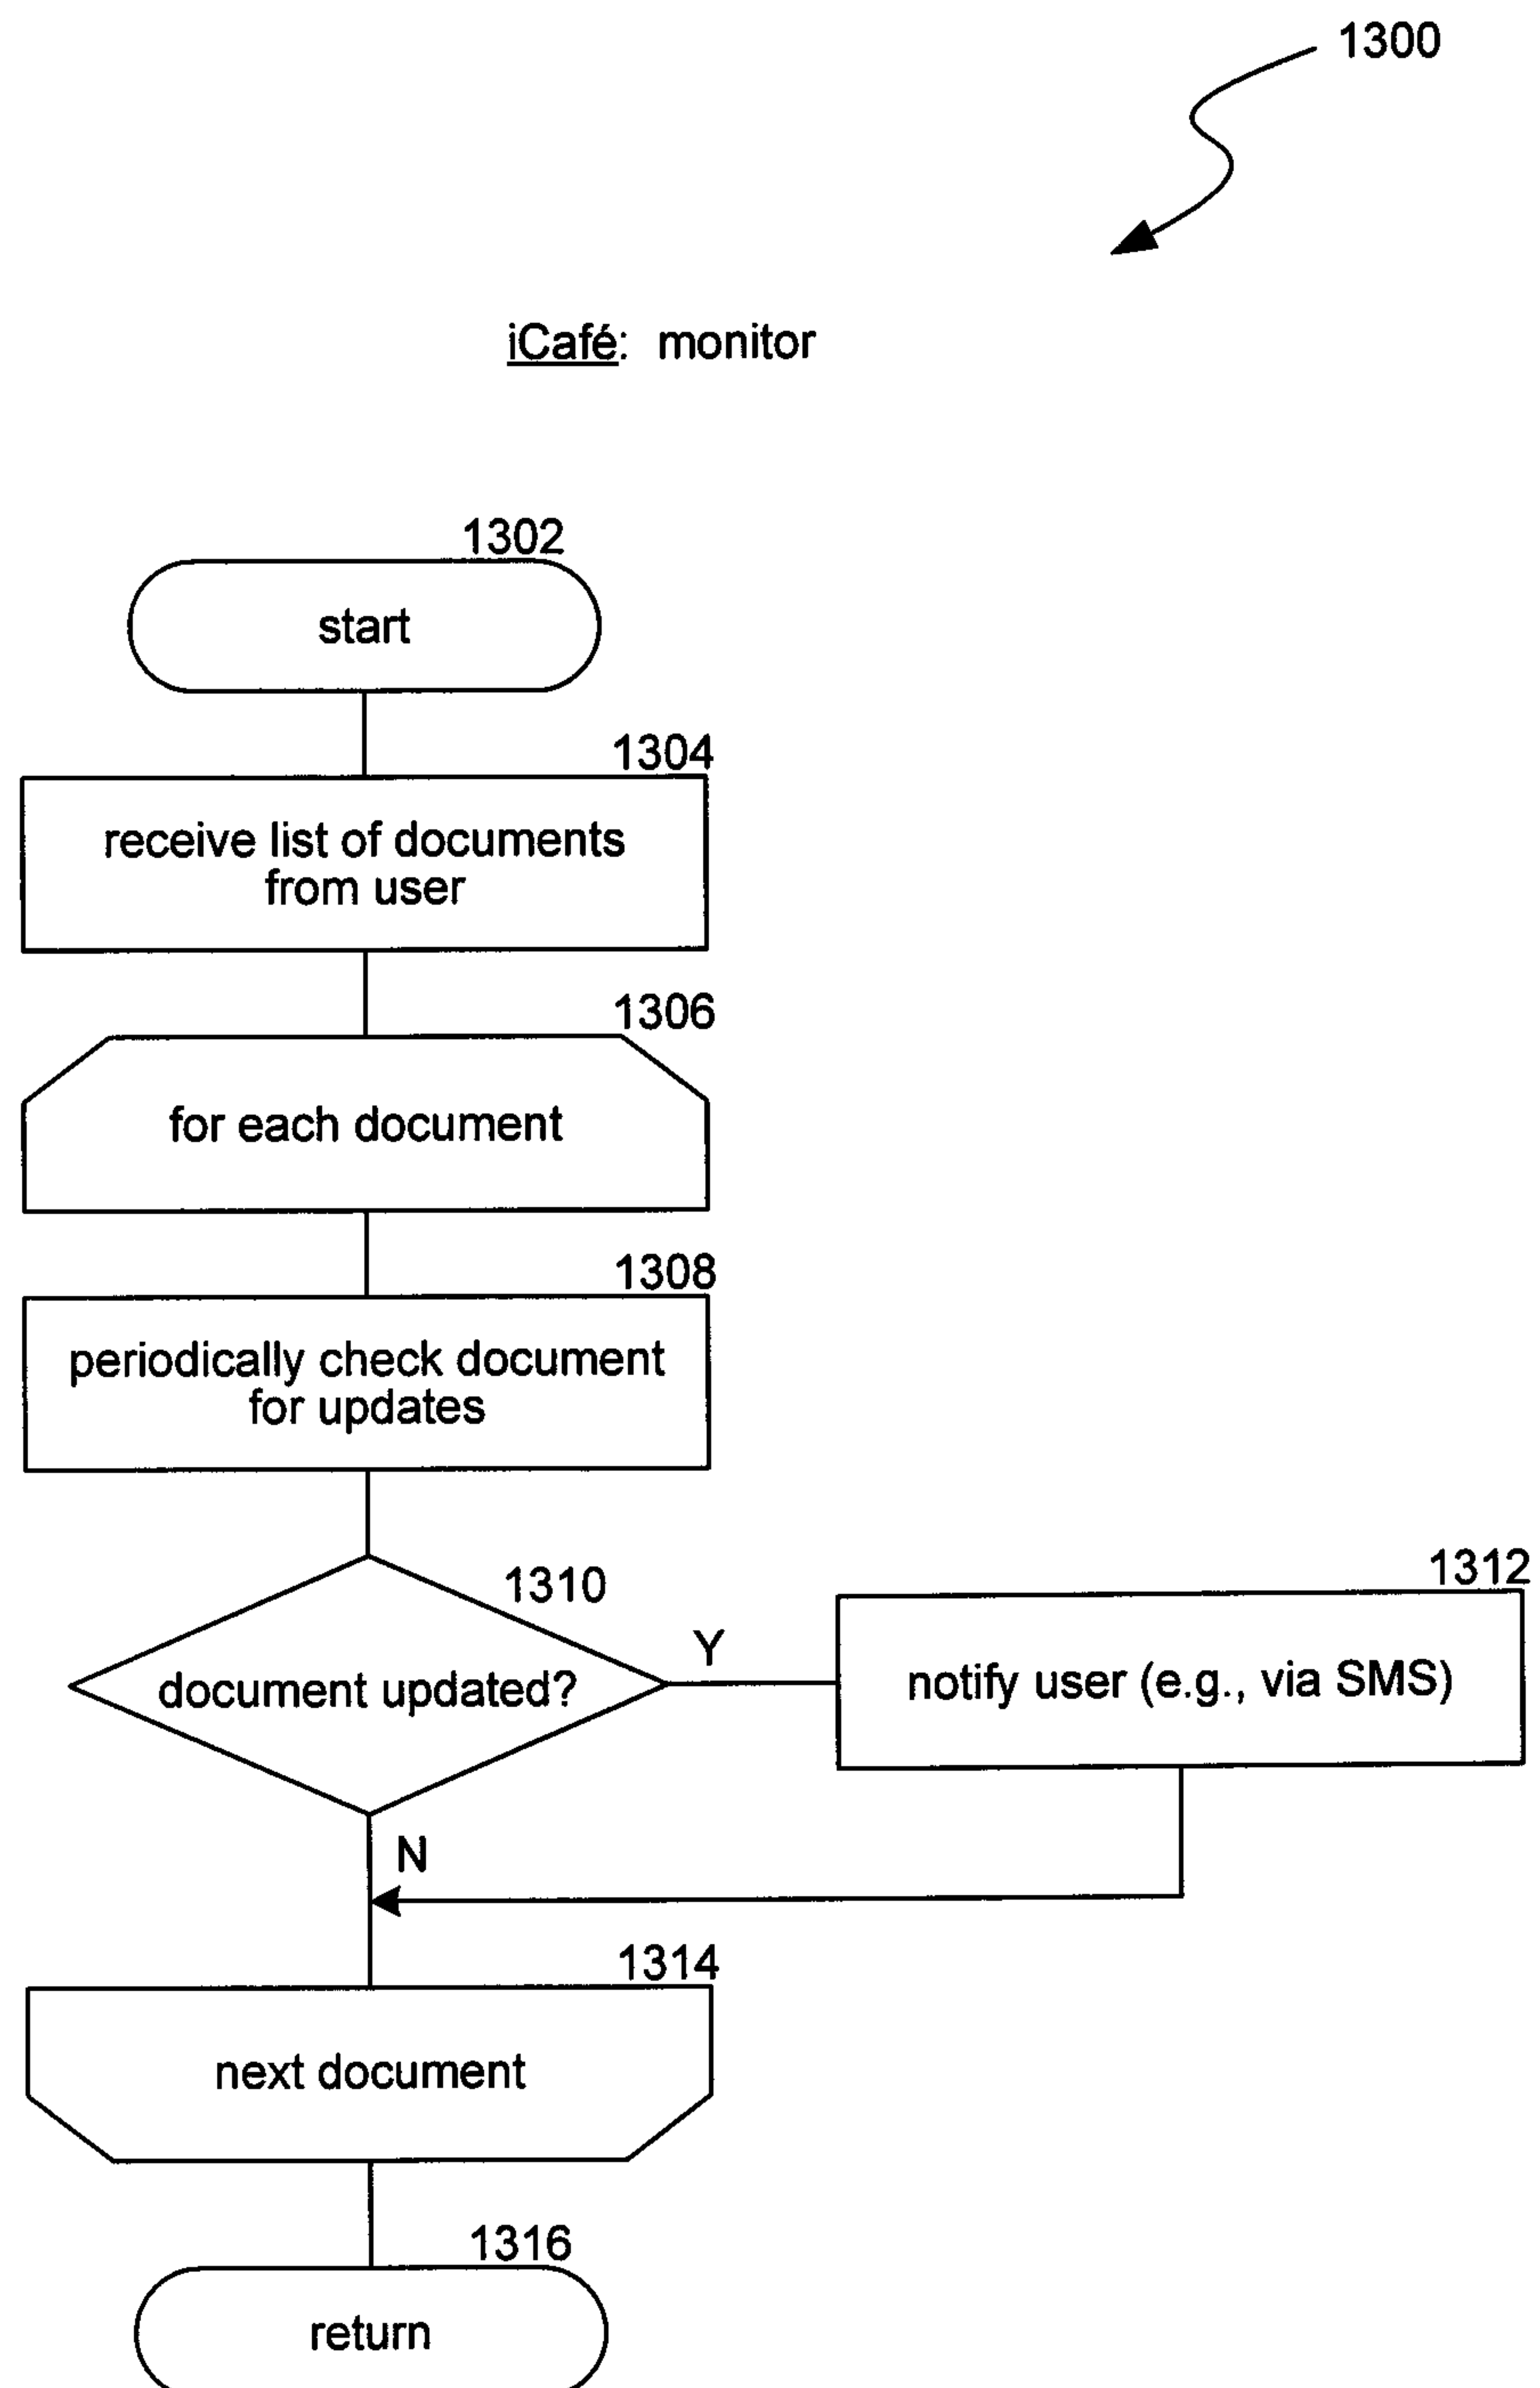 1300
iCafé: monitor
1302
start
1304
receive list of documents
from user
1306
for each document
1308
periodically check document
for updates
1310
document updated?
Y
1312
notify user (e.g., via SMS)
N
1314
next document
1316
return